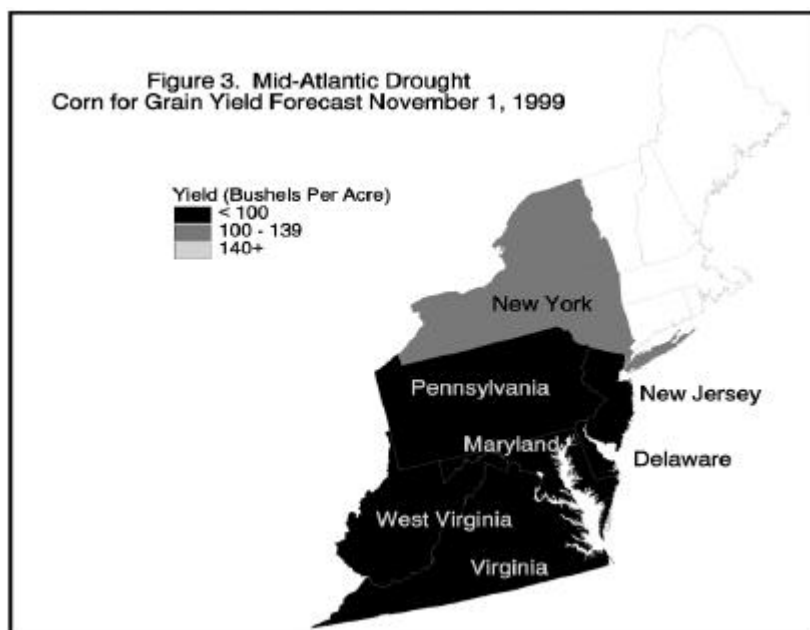 Figure 3. Mid-Atlantic Drought
Corn for Grain Yield Forecast November 1, 1999
Yield (Bushels Per Acre)
< 100
100 - 139
140+
New York
Pennsylvania
New Jersey
Maryland
Delaware
West Virginia
Virginia